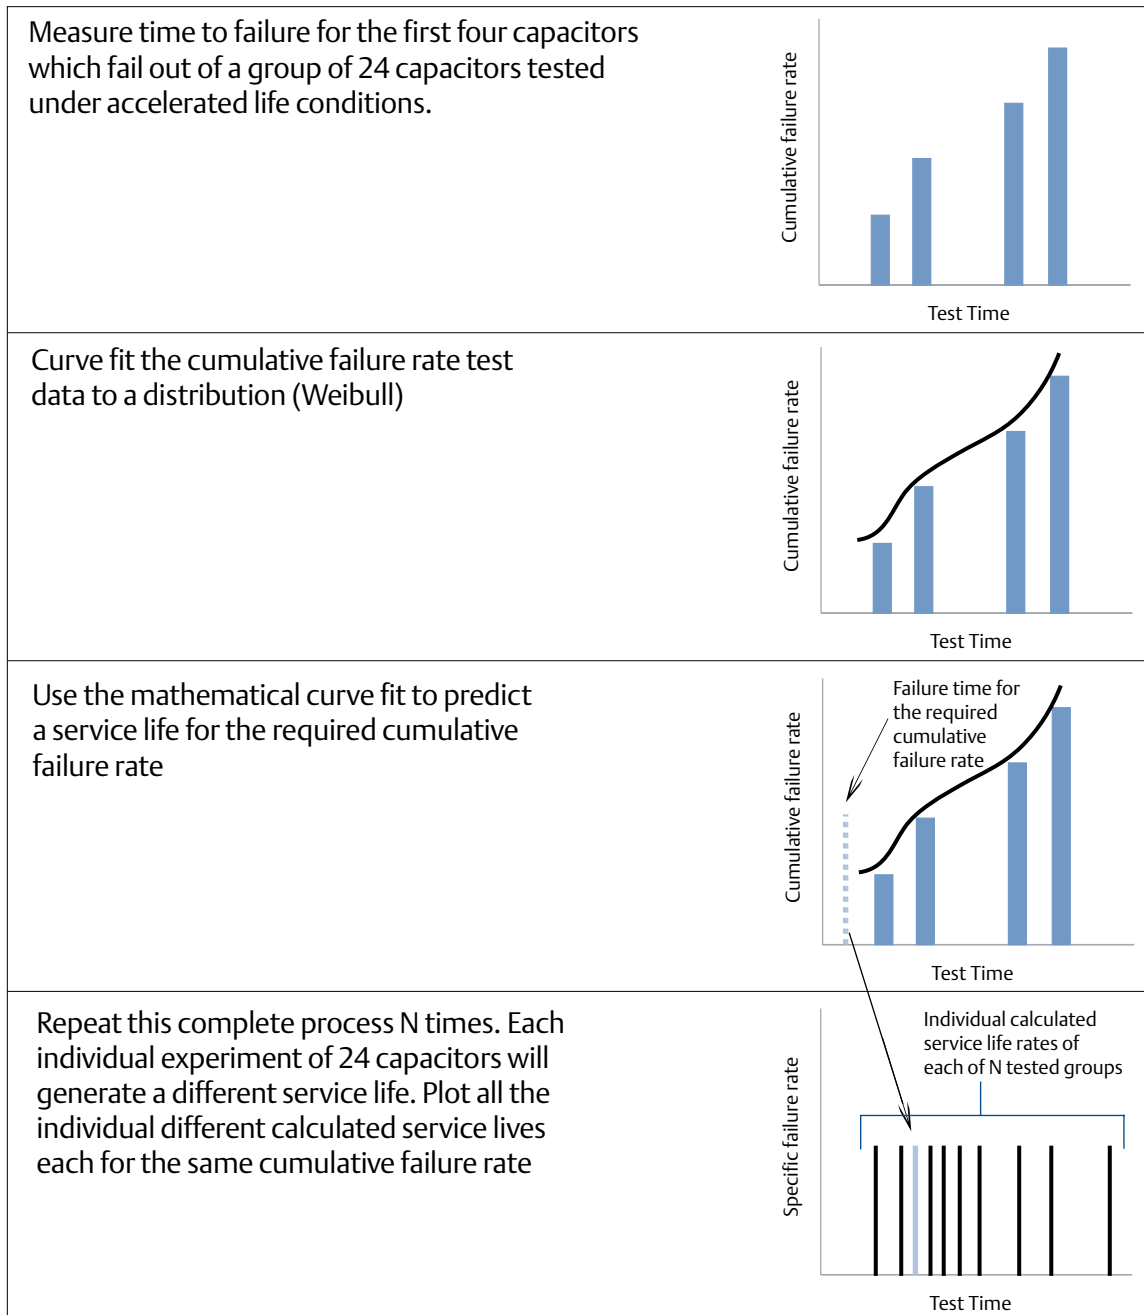 Measure time to failure for the first four capacitors
which fail out of a group of 24 capacitors tested
under accelerated life conditions.
Cumulative failure rate
Test Time
Curve fit the cumulative failure rate test
data to a distribution (Weibull)
Cumulative failure rate
Test Time
Use the mathematical curve fit to predict
a service life for the required cumulative
failure rate
Failure time for
the required
cumulative
failure rate
Cumulative failure rate
Test Time
Repeat this complete process N times. Each
individual experiment of 24 capacitors will
generate a different service life. Plot all the
individual different calculated service lives
each for the same cumulative failure rate
Individual calculated
service life rates of
each of N tested groups
Specific failure rate
Test Time